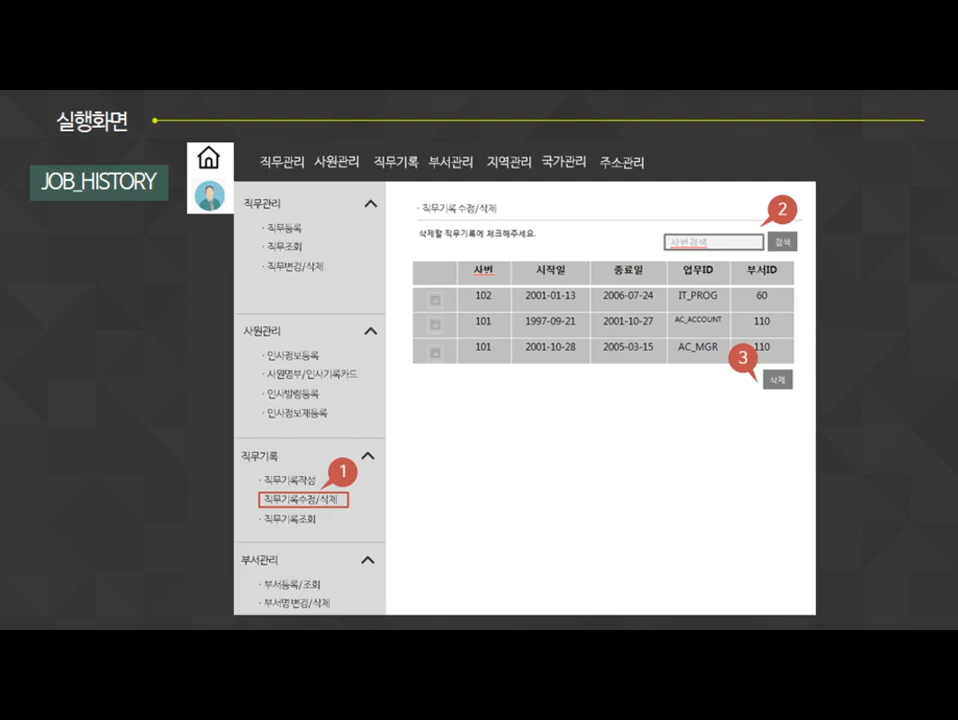 실행화면
JOB_HISTORY
직무관리 사원관리 직무기록 부서관리 지역관리 국가관리 주소관리
직무관리
· 직무등록
· 직무조회
· 직무변경/삭제
사원관리
· 인사정보등록
· 사원명부/인사기록카드
· 인사발령등록
· 인사정보재등록
직무기록
1
· 직무기록작성
직무기록수정/삭제
· 직무기록조회
부서관리
· 부서등록/조회
· 부서명변경/삭제
· 직무기록수정/삭제
2
삭제할 직무기록에 체크해주세요.
사번검색 검색
사번 시작일 종료일 업무ID 부서ID
102 2001-01-13 2006-07-24 IT_PROG 60
101 1997-09-21 2001-10-27 AC_ACCOUNT 110
101 2001-10-28 2005-03-15 AC_MGR 110
3
삭제